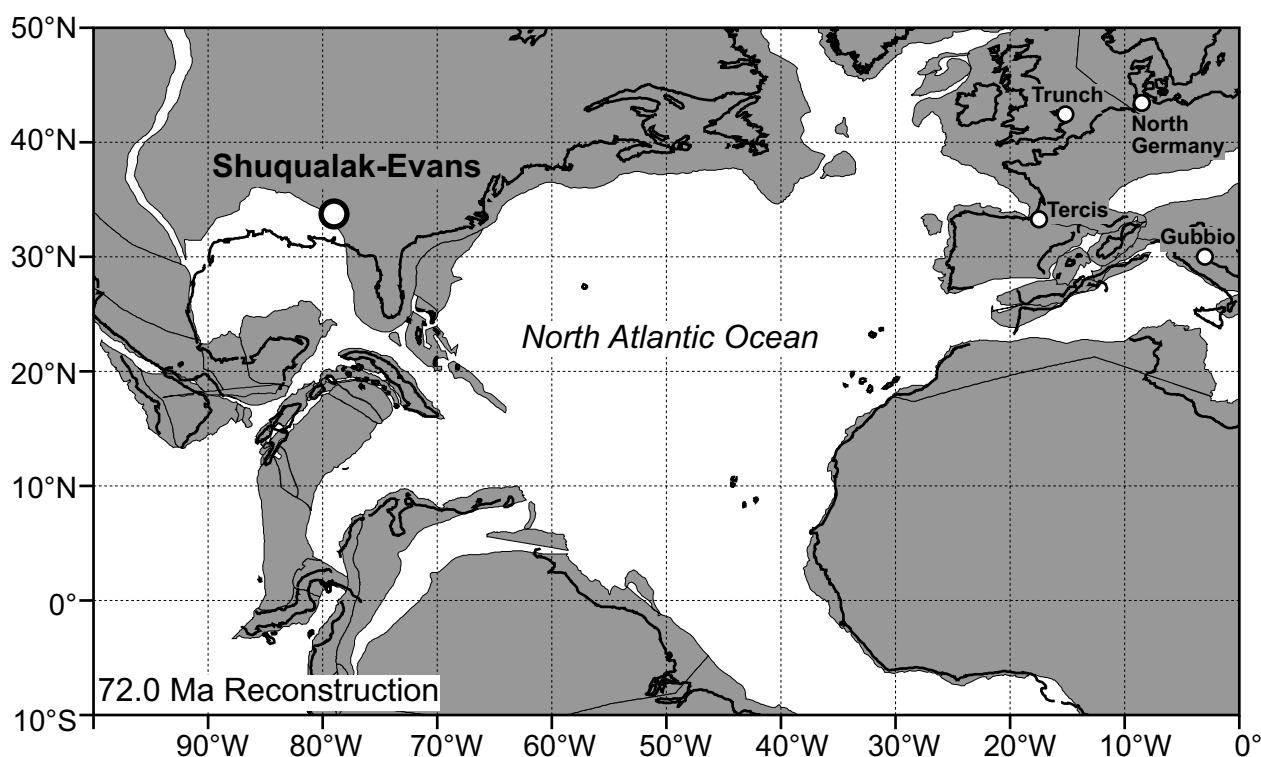 50°N
40°N
30°N
20°N
10°N
0°
10°S
Trunch
North
Germany
Shuqualak-Evans
Tercis
Gubbio
North Atlantic Ocean
72.0 Ma Reconstruction
90°W
80°W
70°W
60°W
50°W
40°W
30°W
20°W
10°W
0°